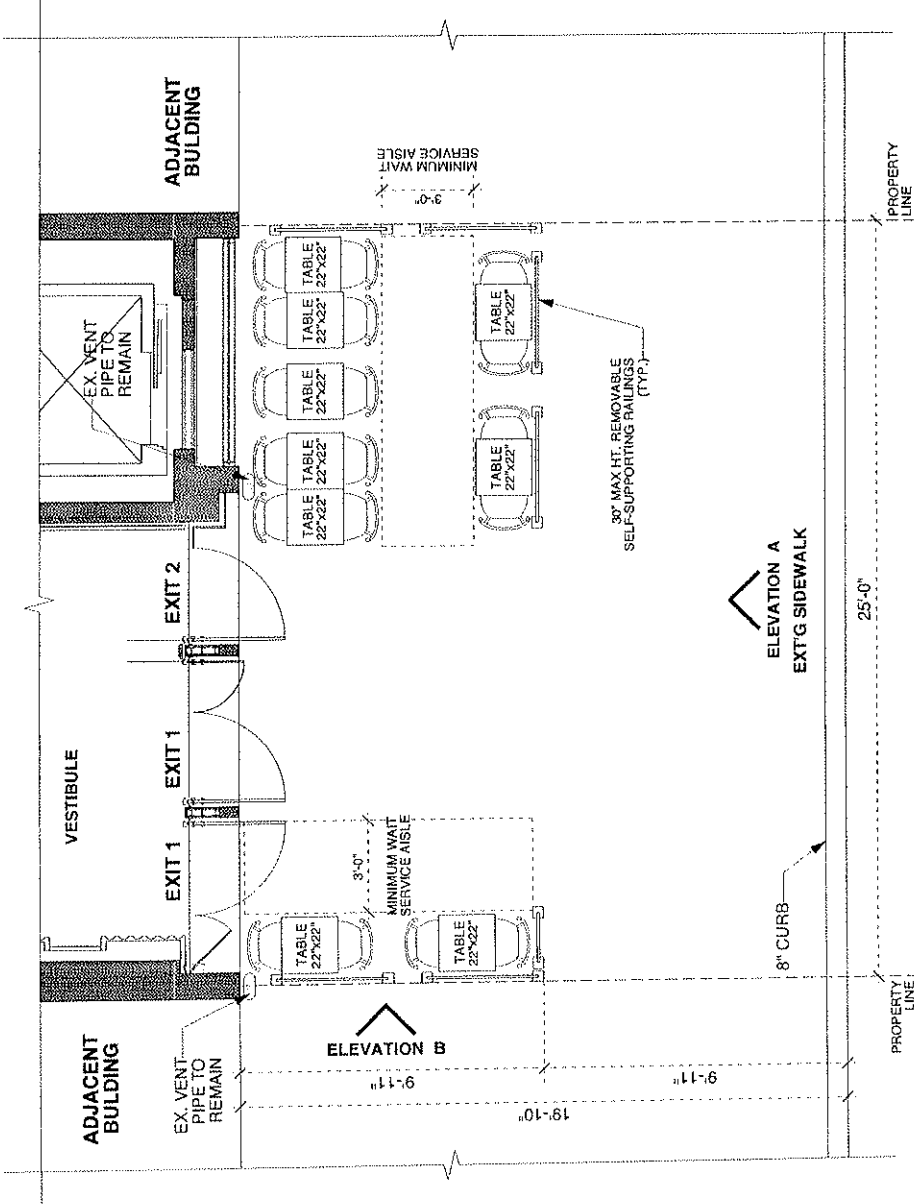 ADJACENT
BULDING
EX. VENT
PIPE TO
REMAIN
VESTIBULE
EXIT 1
EXIT 1
EXIT 2
EX. VENT
PIPE TO
REMAIN
ADJACENT
BULDING
TABLE
22"x22"
TABLE
22"x22"
3'-0"
MINIMUM WAIT
SERVICE AISLE
TABLE
22"x22"
TABLE
22"x22"
TABLE
22"x22"
TABLE
22"x22"
TABLE
22"x22"
TABLE
22"x22"
TABLE
22"x22"
3'-0"
MINIMUM WAIT
SERVICE AISLE
30" MAX HT. REMOVABLE
SELF-SUPPORTING RAILINGS
(TYP.)
ELEVATION B
9'-11"
9'-11"
19'-10"
ELEVATION A
EXT'G SIDEWALK
8" CURB
25'-0"
PROPERTY
LINE
PROPERTY
LINE